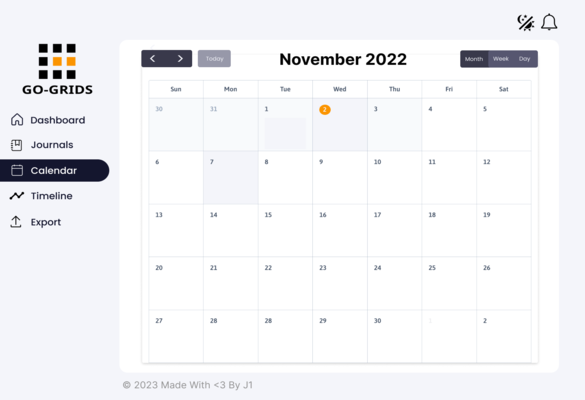 GO-GRIDS
Dashboard
Journals
Calendar
Timeline
Export
Today
November 2022
Month Week Day
Sun Mon Tue Wed Thu Fri Sat
30 31 1 2 3 4 5
6 7 8 9 10 11 12
13 14 15 16 17 18 19
20 21 22 23 24 25 26
27 28 28 29 30 2
© 2023 Made With <3 By J1